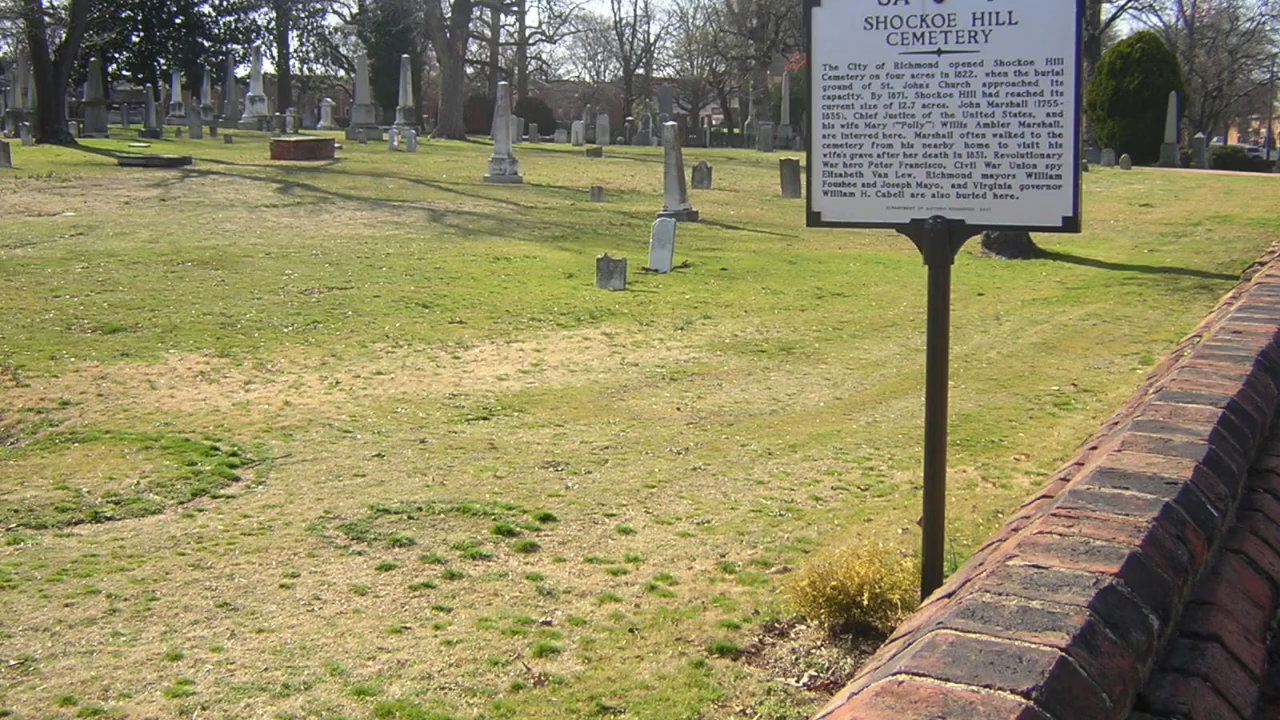 SHOCKOE HILL
CEMETERY
The City of Richmond opened Shockoe Hill
Cemetery on four acres in 1822, when the burial
ground of St. John's Church approached its
capacity. By 1871, Shockoe Hill had reached its
current size of 12.7 acres. John Marshall (1755-
1835), Chief Justice of the United States, and
his wife Mary ("Polly") Willis Ambler Marshall,
are interred here. Marshall often walked to the
cemetery from his nearby home to visit his
wife's grave after her death in 1831. Revolutionary
War hero Peter Francisco, Civil War Union spy
Elizabeth Van Lew, Richmond mayors William
Foushee and Joseph Mayo, and Virginia governor
William H. Cabell are also buried here.
DEPARTMENT OF HISTORIC RESOURCES